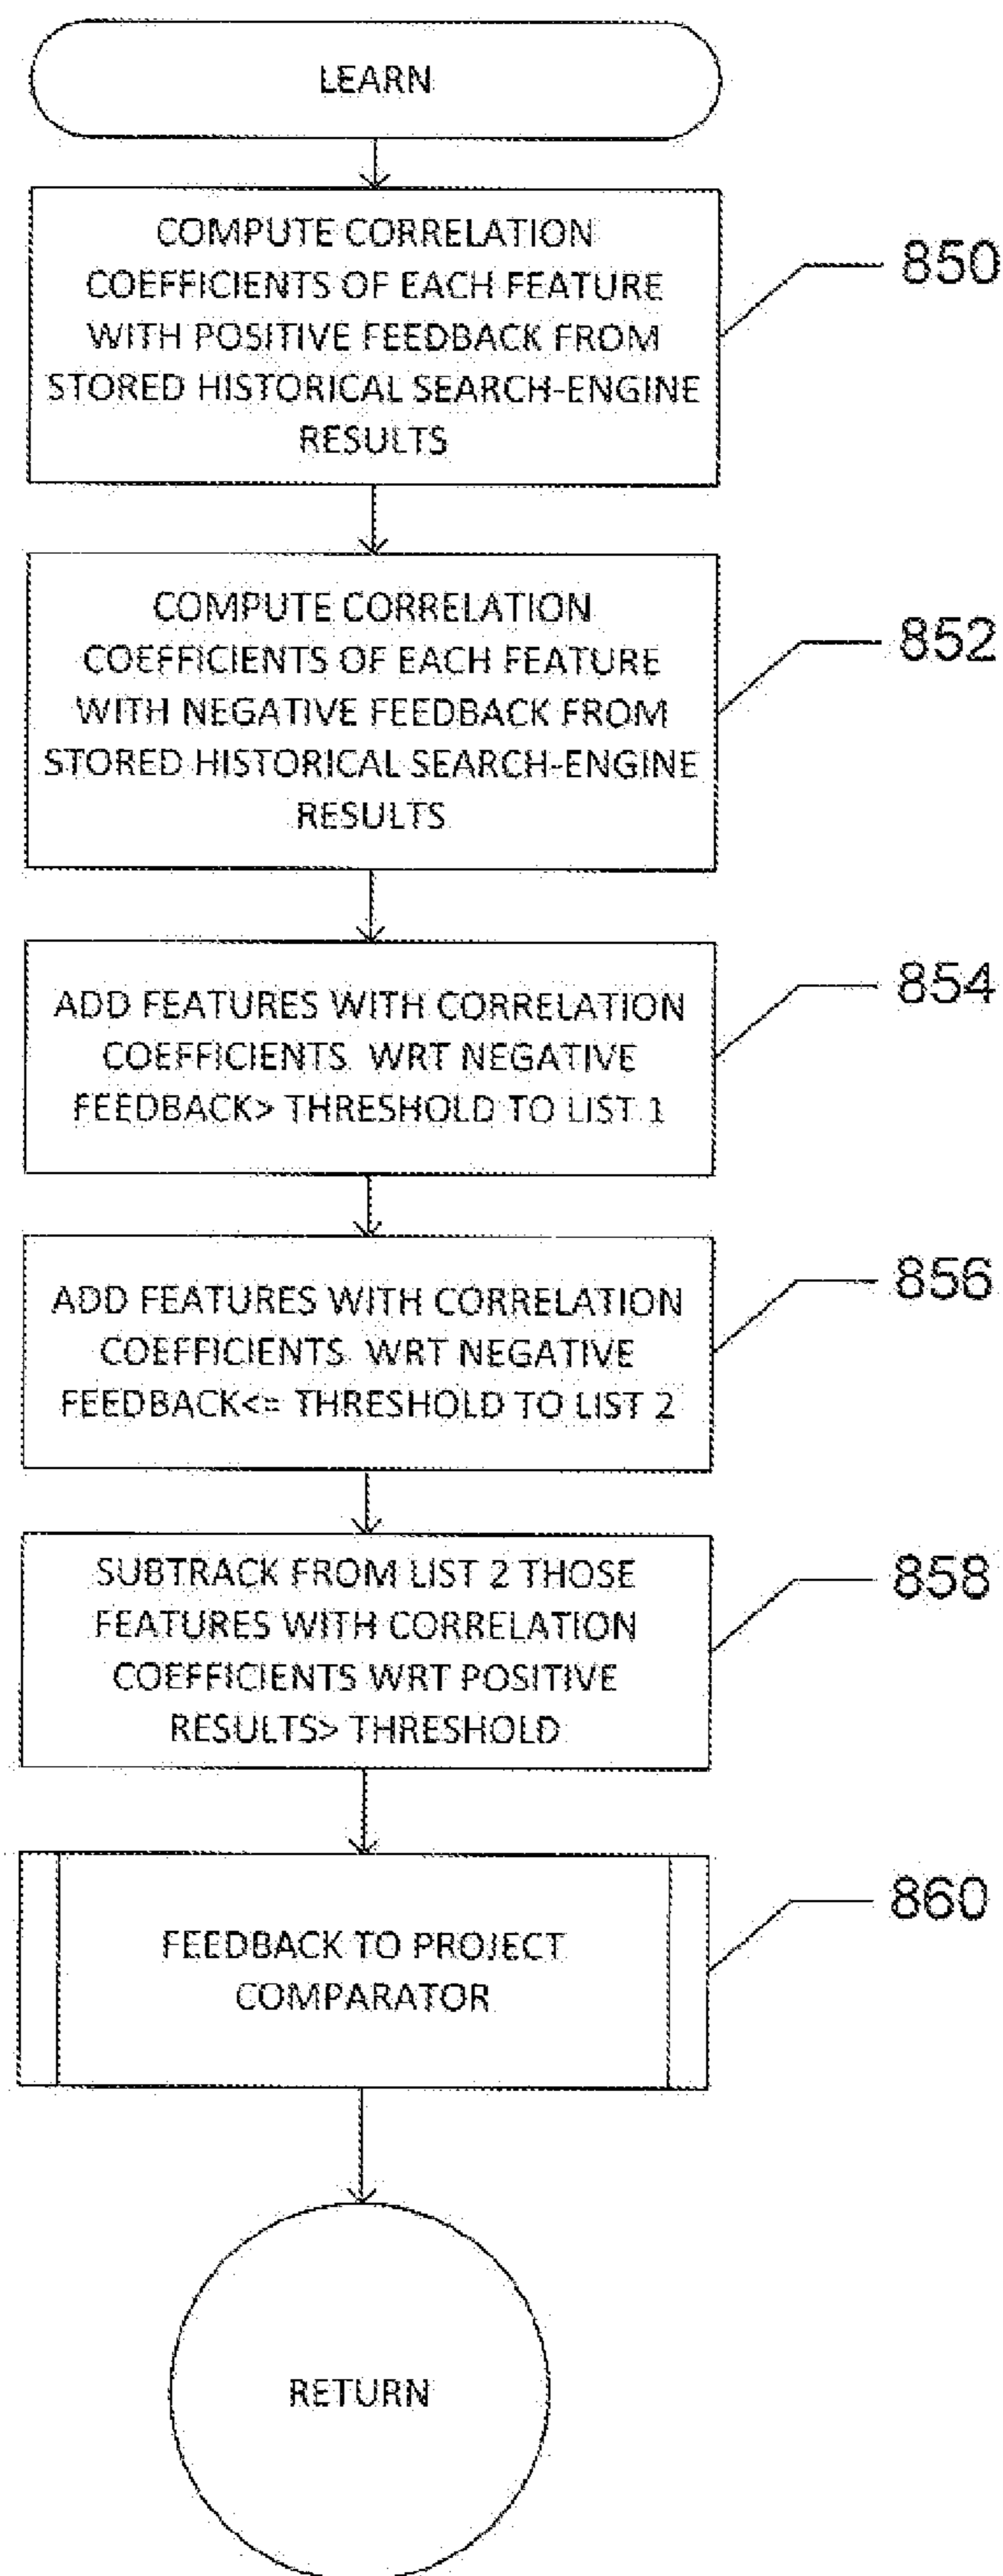 LEARN
COMPUTE CORRELATION
COEFFICIENTS OF EACH FEATURE
WITH POSITIVE FEEDBACK FROM
STORED HISTORICAL SEARCH-ENGINE
RESULTS
850
COMPUTE CORRELATION
COEFFICIENTS OF EACH FEATURE
WITH NEGATIVE FEEDBACK FROM
STORED HISTORICAL SEARCH-ENGINE
RESULTS
852
ADD FEATURES WITH CORRELATION
COEFFICIENTS WRT NEGATIVE
FEEDBACK> THRESHOLD TO LIST 1
854
ADD FEATURES WITH CORRELATION
COEFFICIENTS WRT NEGATIVE
FEEDBACK<= THRESHOLD TO LIST 2
856
SUBTRACK FROM LIST 2 THOSE
FEATURES WITH CORRELATION
COEFFICIENTS WRT POSITIVE
RESULTS> THRESHOLD
858
FEEDBACK TO PROJECT
COMPARATOR
860
RETURN